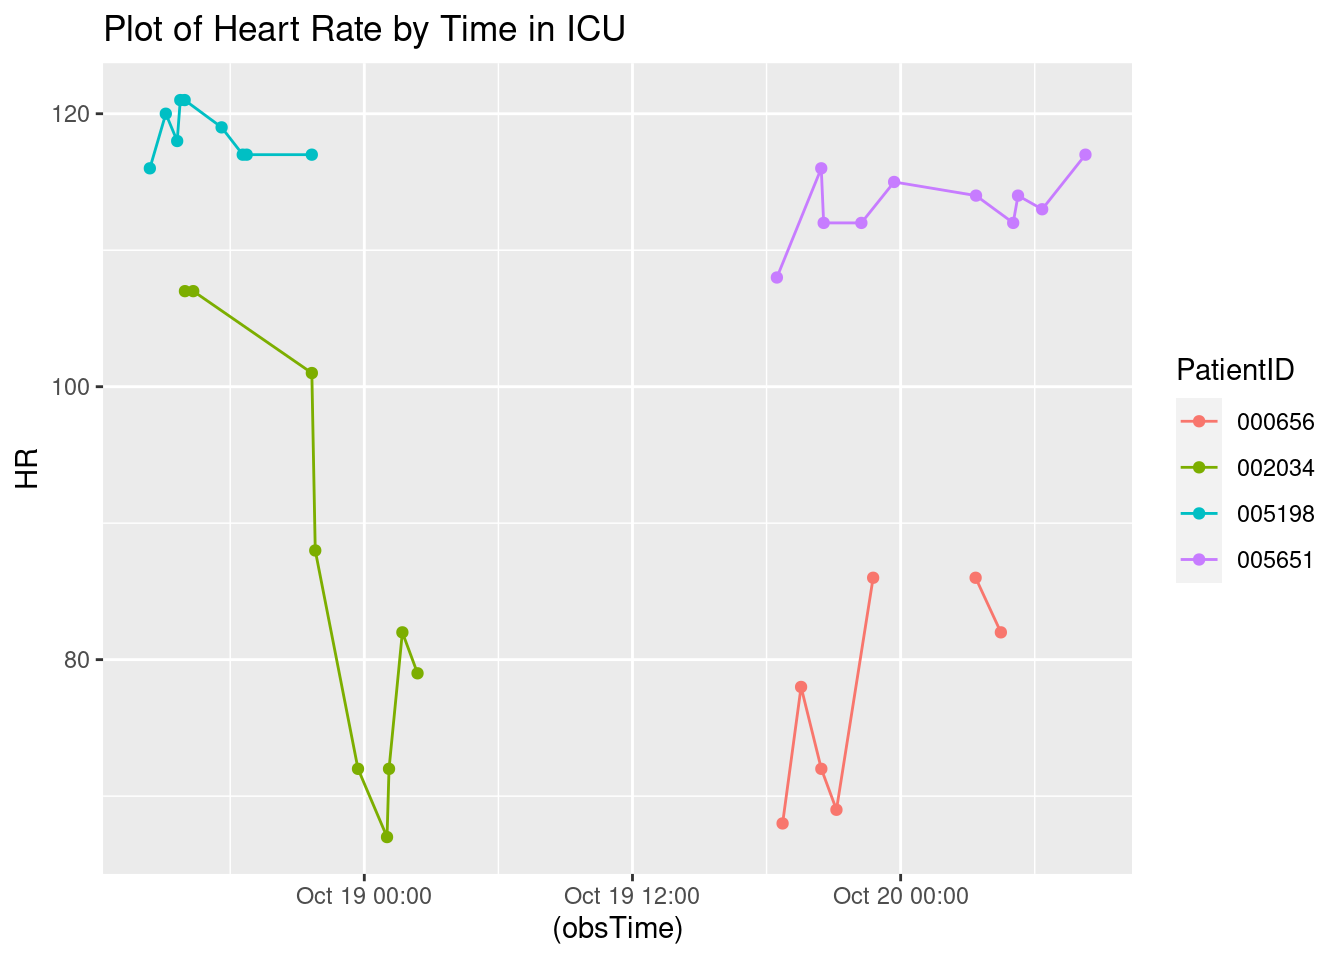 Plot of Heart Rate by Time in ICU
120
100
80
HR
Oct 19 00:00
Oct 19 12:00
Oct 20 00:00
(obsTime)
PatientID
000656
002034
005198
005651